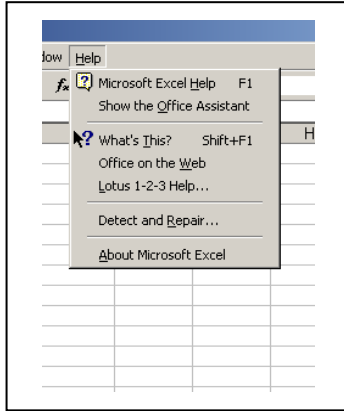 dow Help
fx
Microsoft Excel Help F1
Show the Office Assistant
H
What's This? Shift+F1
Office on the Web
Lotus 1-2-3 Help...
Detect and Repair...
About Microsoft Excel